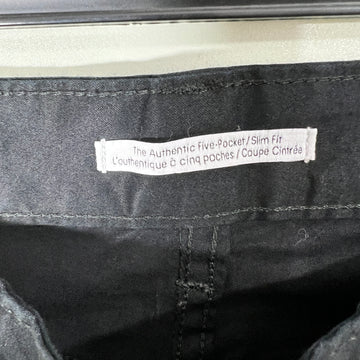 The Authentic Five-Pocket/Slim Fit
L'authentique à cinq poches/Coupe Cintrée